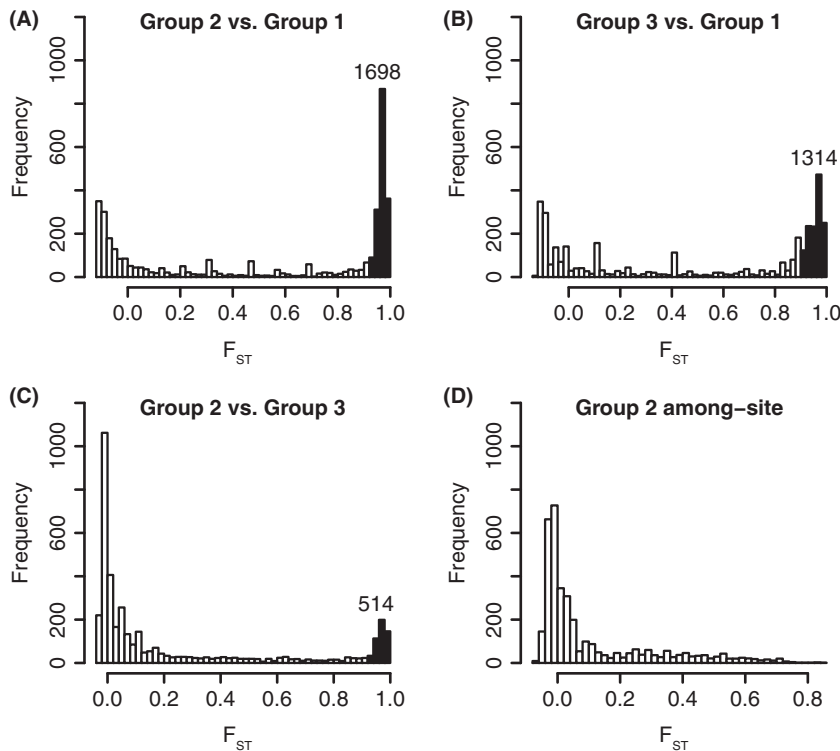 (A)
Group 2 vs. Group 1
1698
Frequency
0 200 600 1000
0.0 0.2 0.4 0.6 0.8 1.0
FST
(B)
Group 3 vs. Group 1
1314
Frequency
0 200 600 1000
0.0 0.2 0.4 0.6 0.8 1.0
FST
(C)
Group 2 vs. Group 3
514
Frequency
0 200 600 1000
0.0 0.2 0.4 0.6 0.8 1.0
FST
(D)
Group 2 among−site
Frequency
0 200 600 1000
0.0 0.2 0.4 0.6 0.8
FST